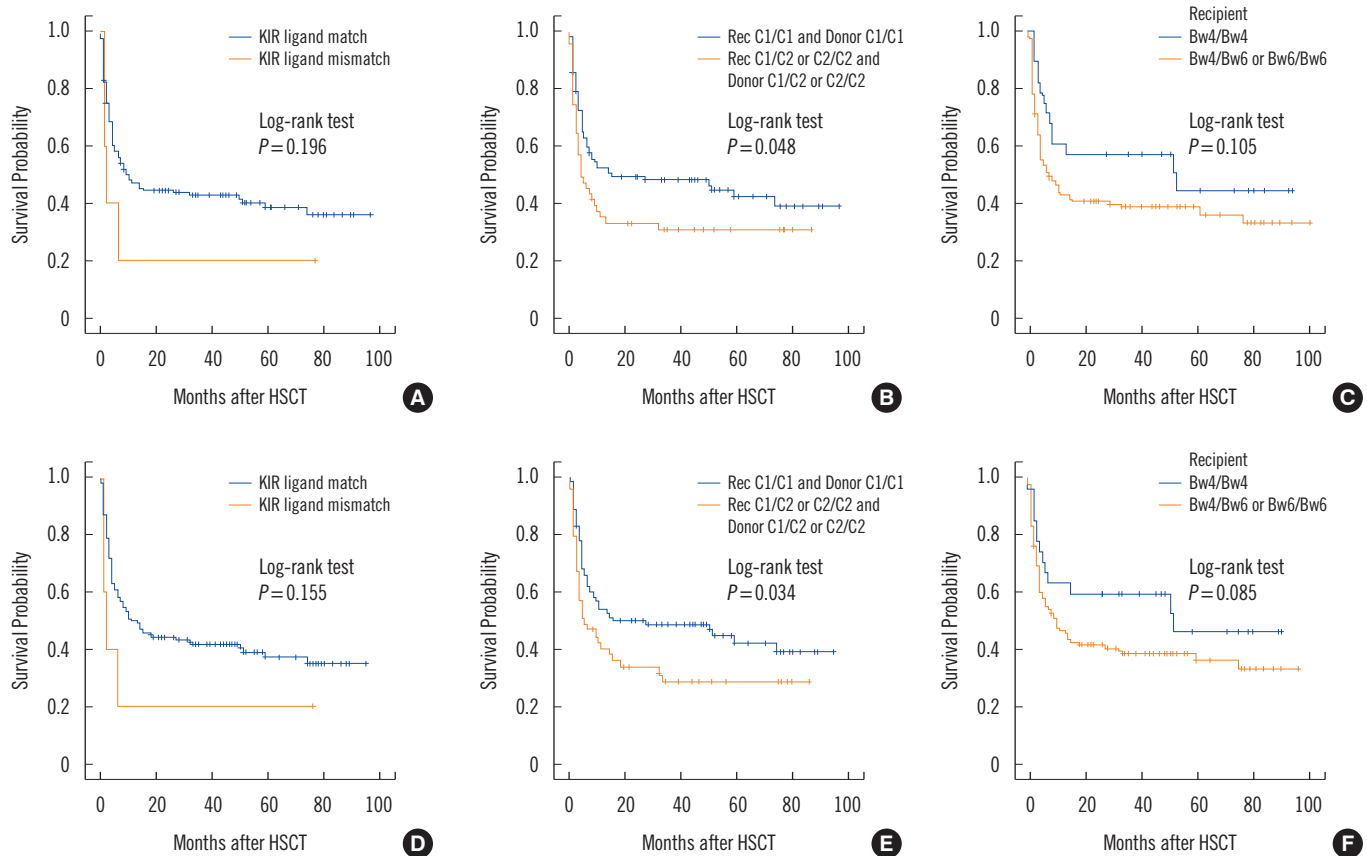 1.0
0.8
0.6
0.4
0.2
0
Survival Probability
KIR ligand match
KIR ligand mismatch
Log-rank test
P=0.196
0 20 40 60 80 100
Months after HSCT
A
1.0
0.8
0.6
0.4
0.2
0
Survival Probability
Rec C1/C1 and Donor C1/C1
Rec C1/C2 or C2/C2 and
Donor C1/C2 or C2/C2
Log-rank test
P=0.048
0 20 40 60 80 100
Months after HSCT
B
1.0
0.8
0.6
0.4
0.2
0
Survival Probability
Recipient
Bw4/Bw4
Bw4/Bw6 or Bw6/Bw6
Log-rank test
P=0.105
0 20 40 60 80 100
Months after HSCT
C
1.0
0.8
0.6
0.4
0.2
0
Survival Probability
KIR ligand match
KIR ligand mismatch
Log-rank test
P=0.155
0 20 40 60 80 100
Months after HSCT
D
1.0
0.8
0.6
0.4
0.2
0
Survival Probability
Rec C1/C1 and Donor C1/C1
Rec C1/C2 or C2/C2 and
Donor C1/C2 or C2/C2
Log-rank test
P=0.034
0 20 40 60 80 100
Months after HSCT
E
1.0
0.8
0.6
0.4
0.2
0
Survival Probability
Recipient
Bw4/Bw4
Bw4/Bw6 or Bw6/Bw6
Log-rank test
P=0.085
0 20 40 60 80 100
Months after HSCT
F